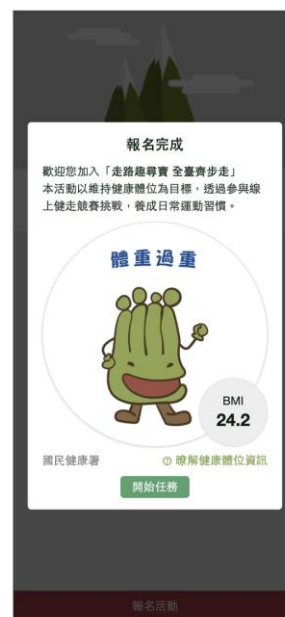 報名完成
歡迎您加入「走路趣尋寶 全臺齊步走」
本活動以維持健康體位為目標，透過參與線
上健走競賽挑戰，養成日常運動習慣。
體重過重
BMI
24.2
國民健康署
瞭解健康體位資訊
開始任務
報名活動